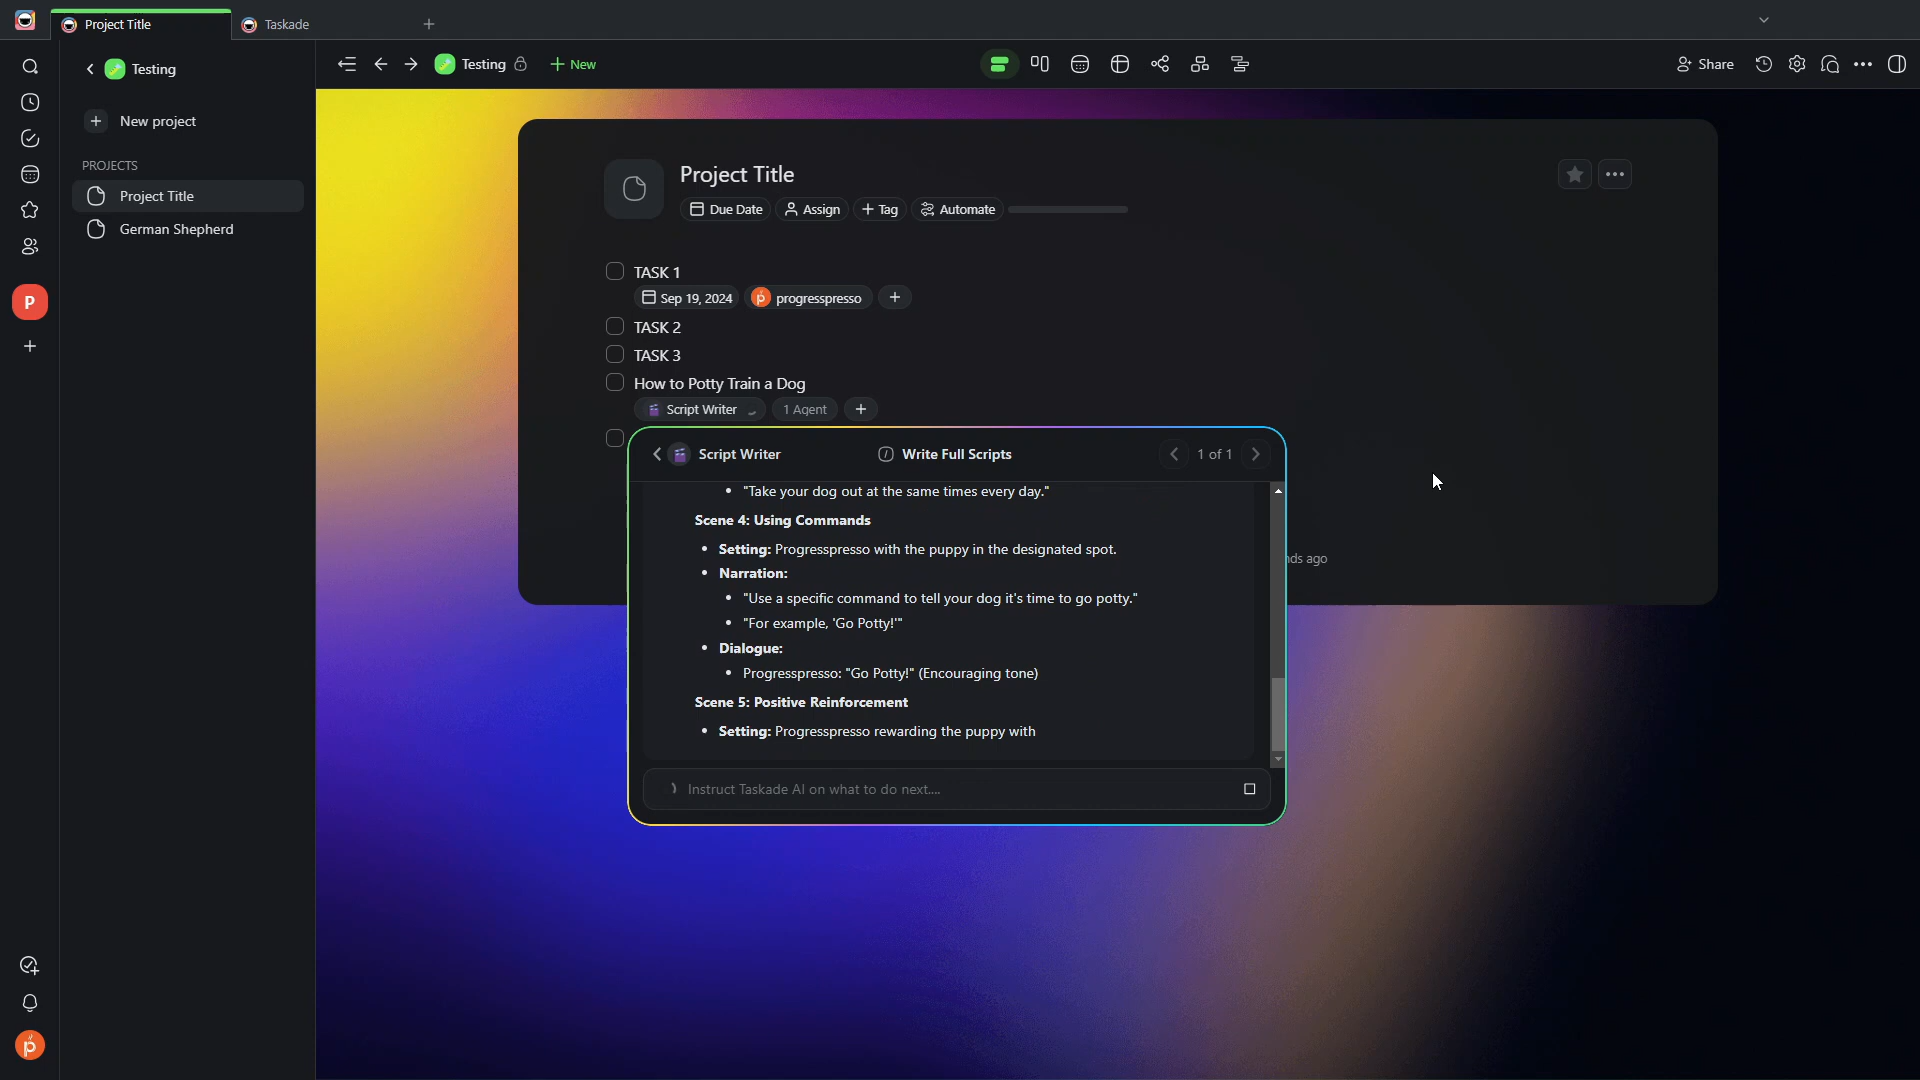 Project Title
Taskade
Testing
Testing
New
Share
New project
PROJECTS
Project Title
German Shepherd
P
Project Title
Due Date
Assign
Tag
Automate
TASK 1
Sep 19, 2024
progresspresso
TASK 2
TASK 3
How to Potty Train a Dog
Script Writer
1 Agent
Script Writer
Write Full Scripts
1 of 1
"Take your dog out at the same times every day."
Scene 4: Using Commands
Setting: Progresspresso with the puppy in the designated spot.
Narration:
"Use a specific command to tell your dog it's time to go potty."
"For example, 'Go Potty!'"
Dialogue:
Progresspresso: "Go Potty!" (Encouraging tone)
Scene 5: Positive Reinforcement
Setting: Progresspresso rewarding the puppy with
ago
Instruct Taskade AI on what to do next....